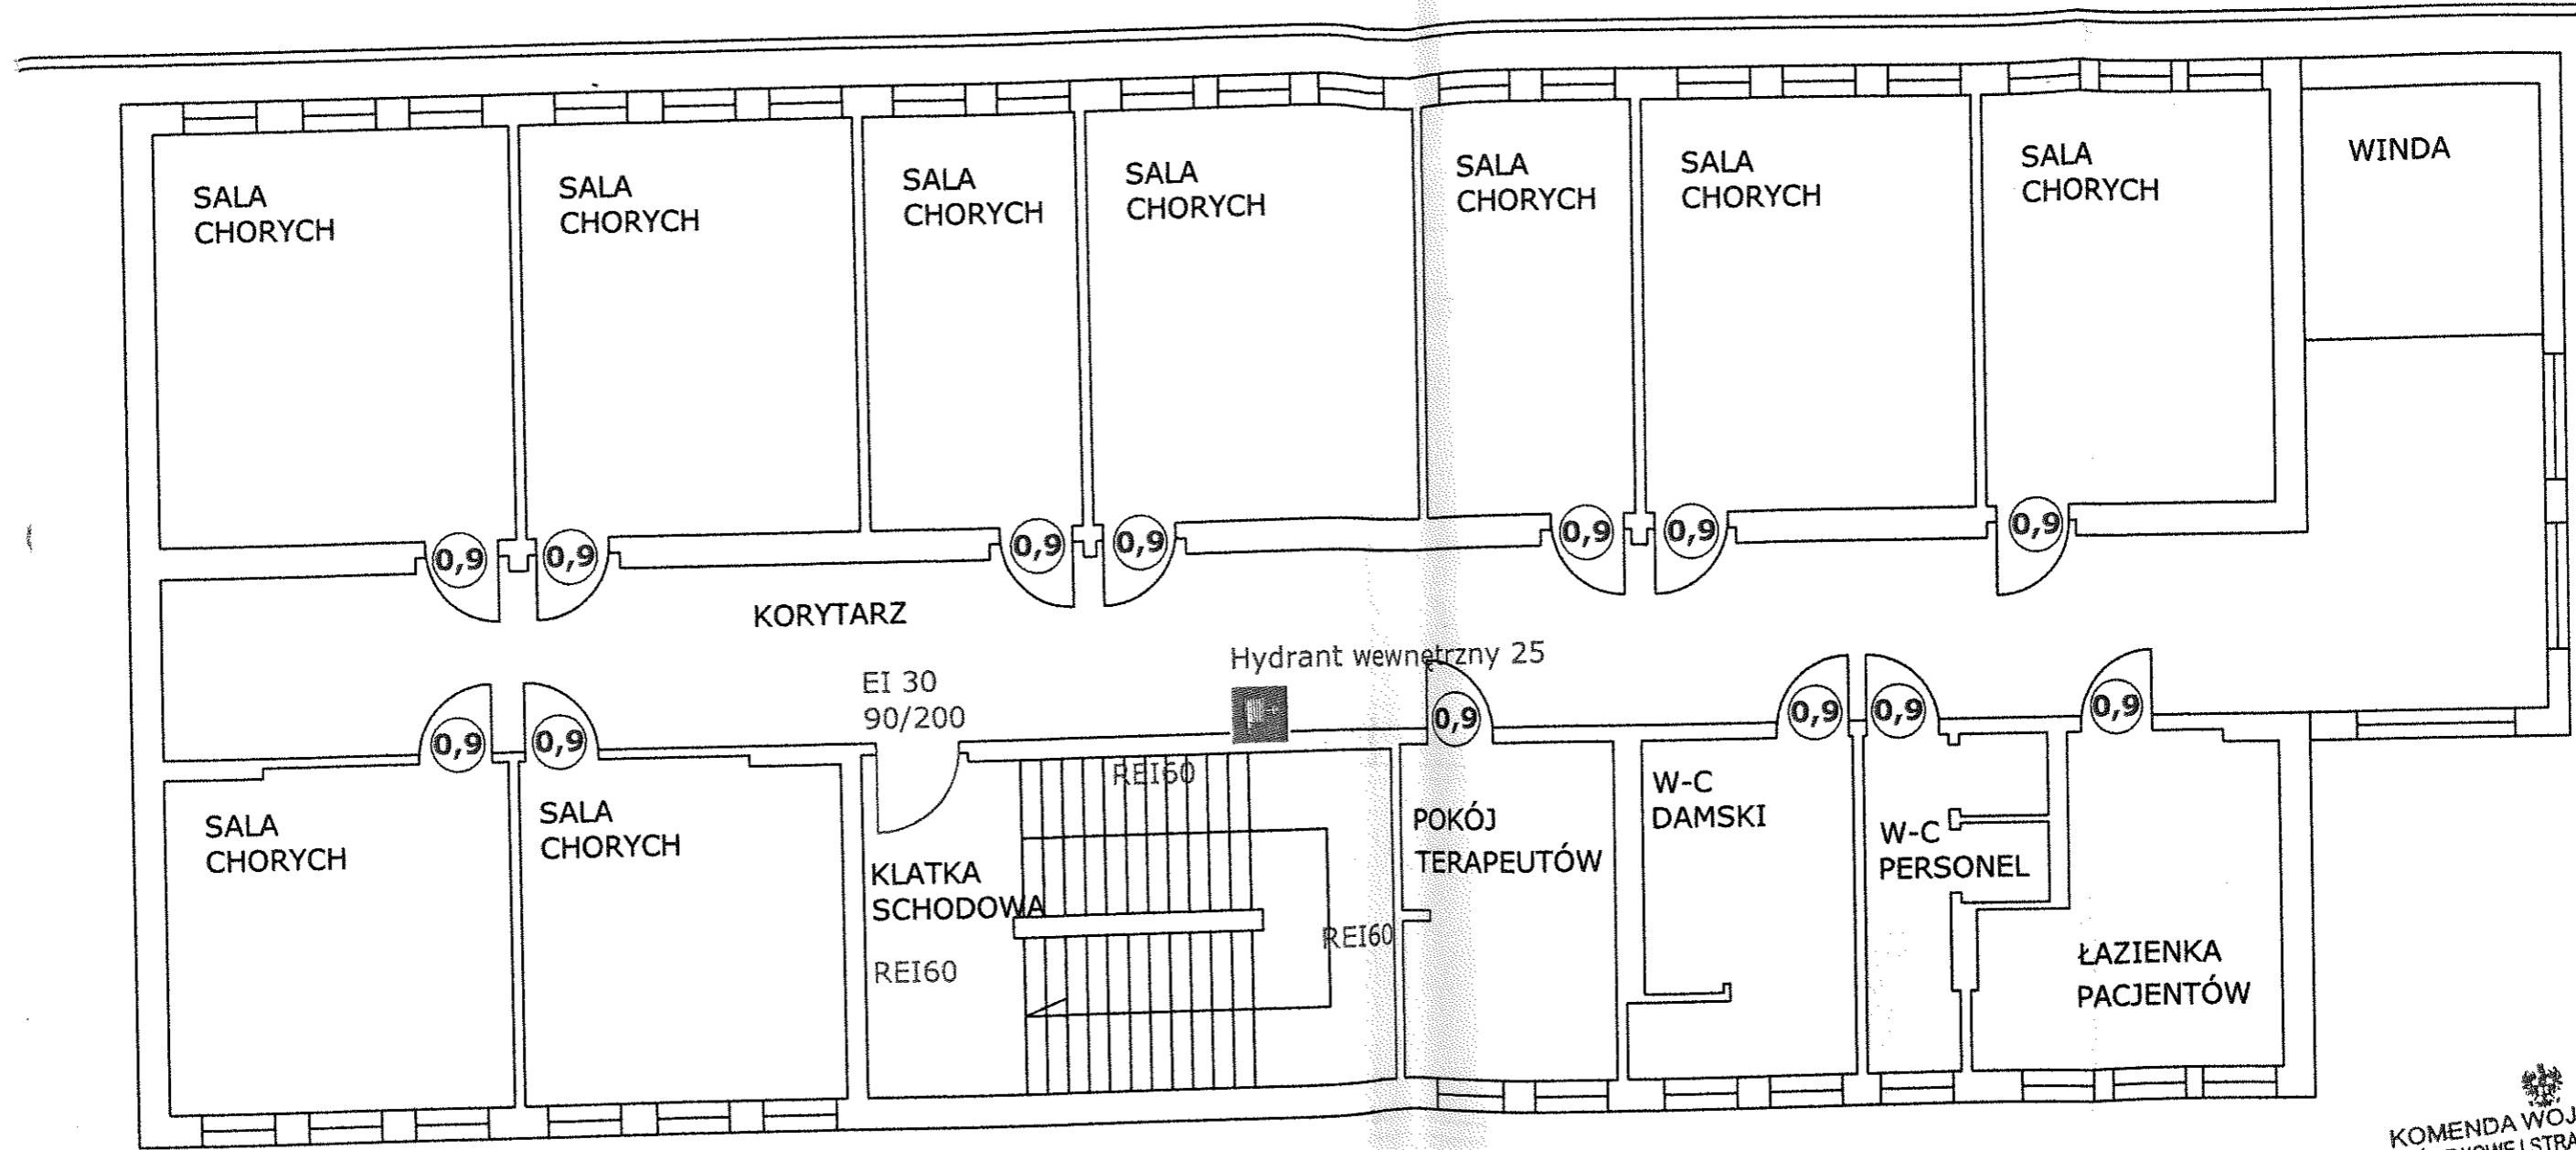 SALA
CHORYCH
SALA
CHORYCH
SALA
CHORYCH
SALA
CHORYCH
SALA
CHORYCH
SALA
CHORYCH
SALA
CHORYCH
WINDA
0,9
0,9
0,9
0,9
0,9
0,9
0,9
KORYTARZ
Hydrant wewnętrzny 25
EI 30
90/200
0,9
0,9
0,9
0,9
0,9
0,9
REI60
SALA
CHORYCH
SALA
CHORYCH
KLATKA
SCHODOWA
REI60
REI60
POKÓJ
TERAPEUTÓW
W-C
DAMSKI
W-C
PERSONEL
ŁAZIENKA
PACJENTÓW
KOMENDA WOJ